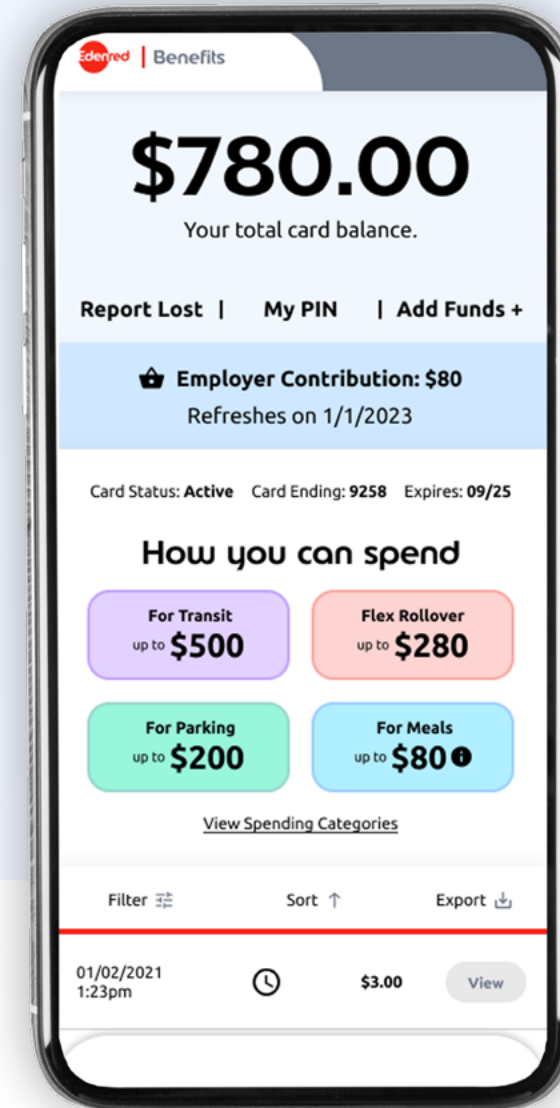 Edenred | Benefits
$780.00
Your total card balance.
Report Lost | My PIN | Add Funds +
Employer Contribution: $80
Refreshes on 1/1/2023
Card Status: Active Card Ending: 9258 Expires: 09/25
How you can spend
For Transit
up to $500
Flex Rollover
up to $280
For Parking
up to $200
For Meals
up to $80 i
View Spending Categories
Filter Sort ↑ Export
01/02/2021
1:23pm
$3.00 View